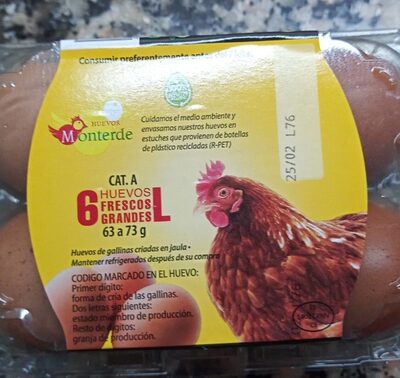 Consumir preferentemente
100%
HUEVOS
Monterde
Cuidamos el medio ambiente y
envasamos nuestros huevos en
estuches que provienen de botellas
de plástico recicladas (R-PET)
25/02 L76
CAT. A
6 HUEVOS
FRESCOS
GRANDES L
63 a 73 g
Huevos de gallinas criadas en jaula •
Mantener refrigerados después de su compra
CODIGO MARCADO EN EL HUEVO:
Primer dígito:
forma de cría de las gallinas.
Dos letras siguientes:
estado miembro de producción.
Resto de dígitos:
granja de producción.